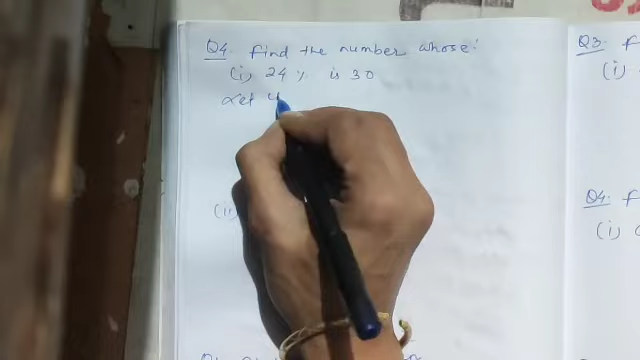 Q4. Find the number whose:
(i) 24% is 30
Let
(ii)
Q3. F
(i)
Q4. F
(i)